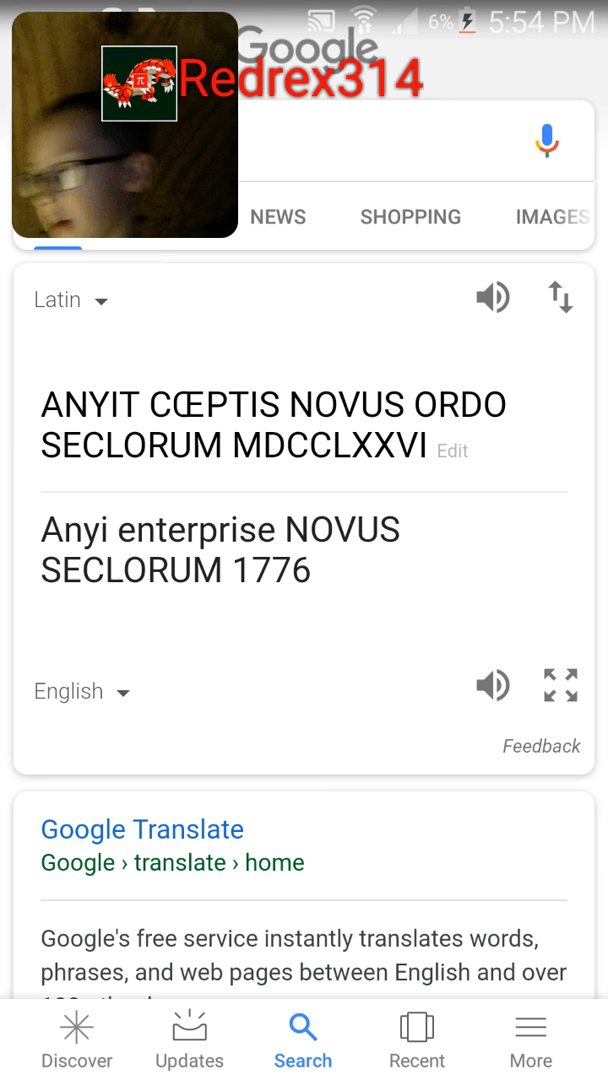 6% 5:54 PM
Google
π
Redrex314
NEWS SHOPPING IMAGES
Latin
ANYIT CŒPTIS NOVUS ORDO
SECLORUM MDCCLXXVI Edit
Anyi enterprise NOVUS
SECLORUM 1776
English
Feedback
Google Translate
Google › translate › home
Google's free service instantly translates words,
phrases, and web pages between English and over
Discover Updates Search Recent More